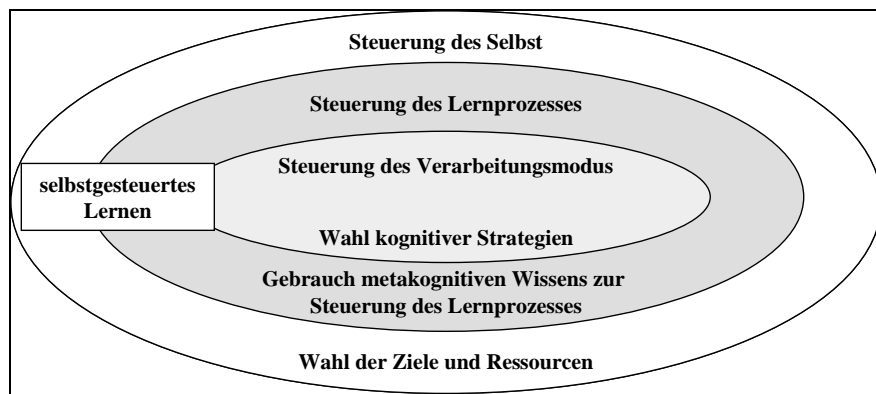 Steuerung des Selbst
Steuerung des Lernprozesses
Steuerung des Verarbeitungsmodus
selbstgesteuertes
Lernen
Wahl kognitiver Strategien
Gebrauch metakognitiven Wissens zur
Steuerung des Lernprozesses
Wahl der Ziele und Ressourcen